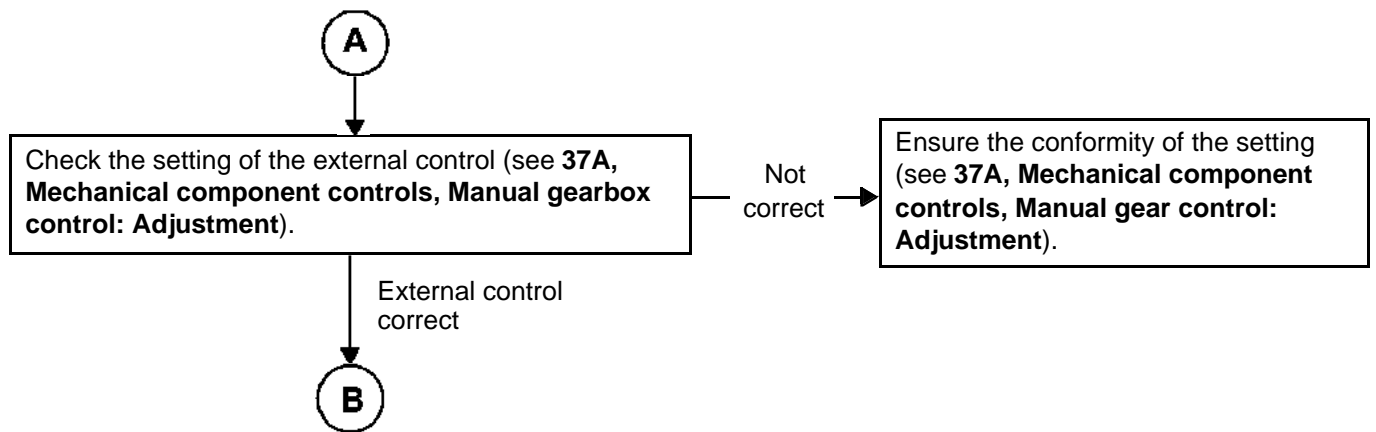 A
Check the setting of the external control (see 37A,
Mechanical component controls, Manual gearbox
control: Adjustment).
Not
correct
Ensure the conformity of the setting
(see 37A, Mechanical component
controls, Manual gear control:
Adjustment).
External control
correct
B